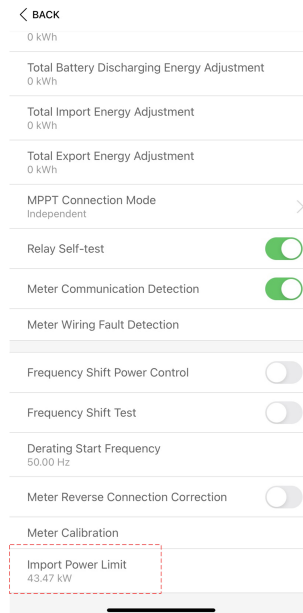 BACK
0 kWh
Total Battery Discharging Energy Adjustment
0 kWh
Total Import Energy Adjustment
0 kWh
Total Export Energy Adjustment
0 kWh
MPPT Connection Mode
Independent
Relay Self-test
Meter Communication Detection
Meter Wiring Fault Detection
Frequency Shift Power Control
Frequency Shift Test
Derating Start Frequency
50.00 Hz
Meter Reverse Connection Correction
Meter Calibration
Import Power Limit
43.47 kW